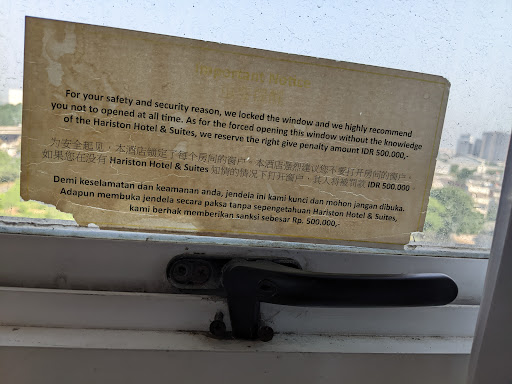 Important Notice
For your safety and security reason, we locked the window and we highly recommend
you not to opened at all time. As for the forced opening this window without the knowledge
of the Hariston Hotel & Suites, we reserve the right give penalty amount IDR 500.000,-
为安全起见，本酒店锁定了每个房间的窗户，本酒店强烈建议您不要打开房间的窗户。
如果您在没有 Hariston Hotel & Suites 知情的情况下打开窗户，其人将被罚款 IDR 500.000
Demi keselamatan dan keamanan anda, jendela ini kami kunci dan mohon jangan dibuka.
Adapun membuka jendela secara paksa tanpa sepengetahuan Hariston Hotel & Suites,
kami berhak memberikan sanksi sebesar Rp. 500.000,-